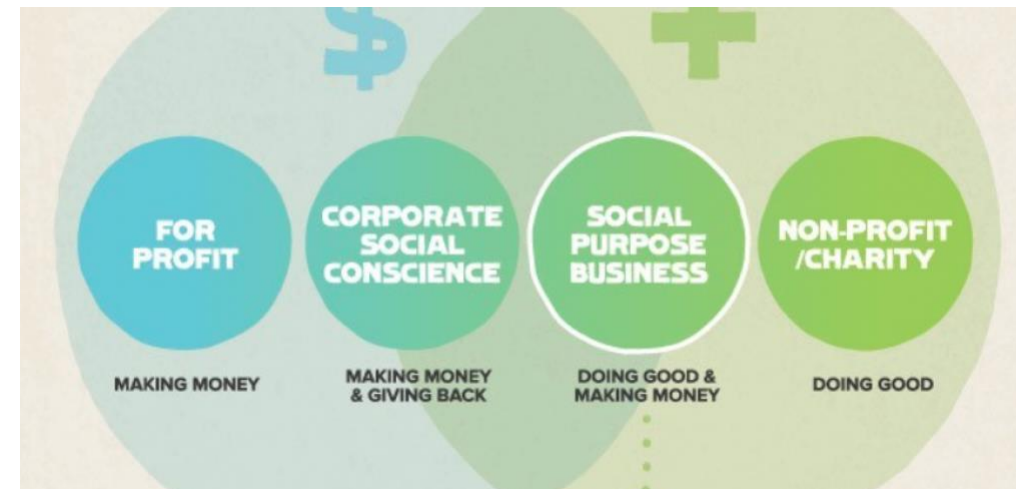 $
FOR
PROFIT
CORPORATE
SOCIAL
CONSCIENCE
SOCIAL
PURPOSE
BUSINESS
NON-PROFIT
/CHARITY
MAKING MONEY
MAKING MONEY
& GIVING BACK
DOING GOOD &
MAKING MONEY
DOING GOOD